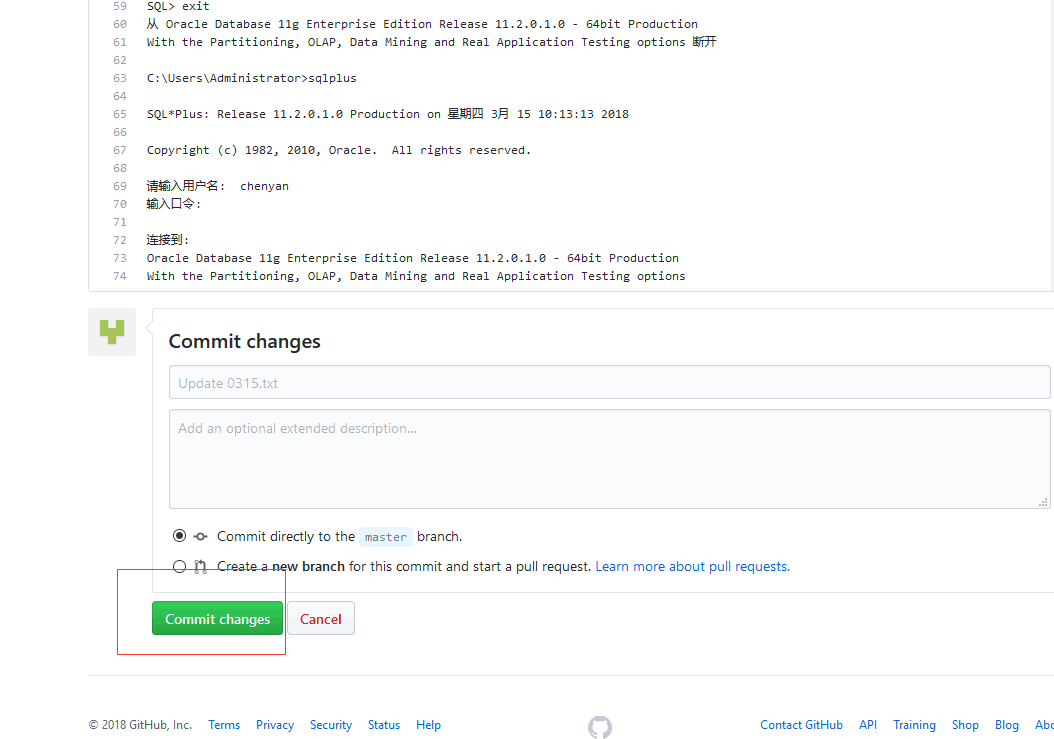 59 SQL> exit
60 从 Oracle Database 11g Enterprise Edition Release 11.2.0.1.0 - 64bit Production
61 With the Partitioning, OLAP, Data Mining and Real Application Testing options 断开
62
63 C:\Users\Administrator>sqlplus
64
65 SQL*Plus: Release 11.2.0.1.0 Production on 星期四 3月 15 10:13:13 2018
66
67 Copyright (c) 1982, 2010, Oracle.  All rights reserved.
68
69 请输入用户名:  chenyan
70 输入口令:
71
72 连接到:
73 Oracle Database 11g Enterprise Edition Release 11.2.0.1.0 - 64bit Production
74 With the Partitioning, OLAP, Data Mining and Real Application Testing options
Commit changes
Update 0315.txt
Add an optional extended description...
Commit directly to the master branch.
Create a new branch for this commit and start a pull request. Learn more about pull requests.
Commit changes Cancel
© 2018 GitHub, Inc. Terms Privacy Security Status Help Contact GitHub API Training Shop Blog